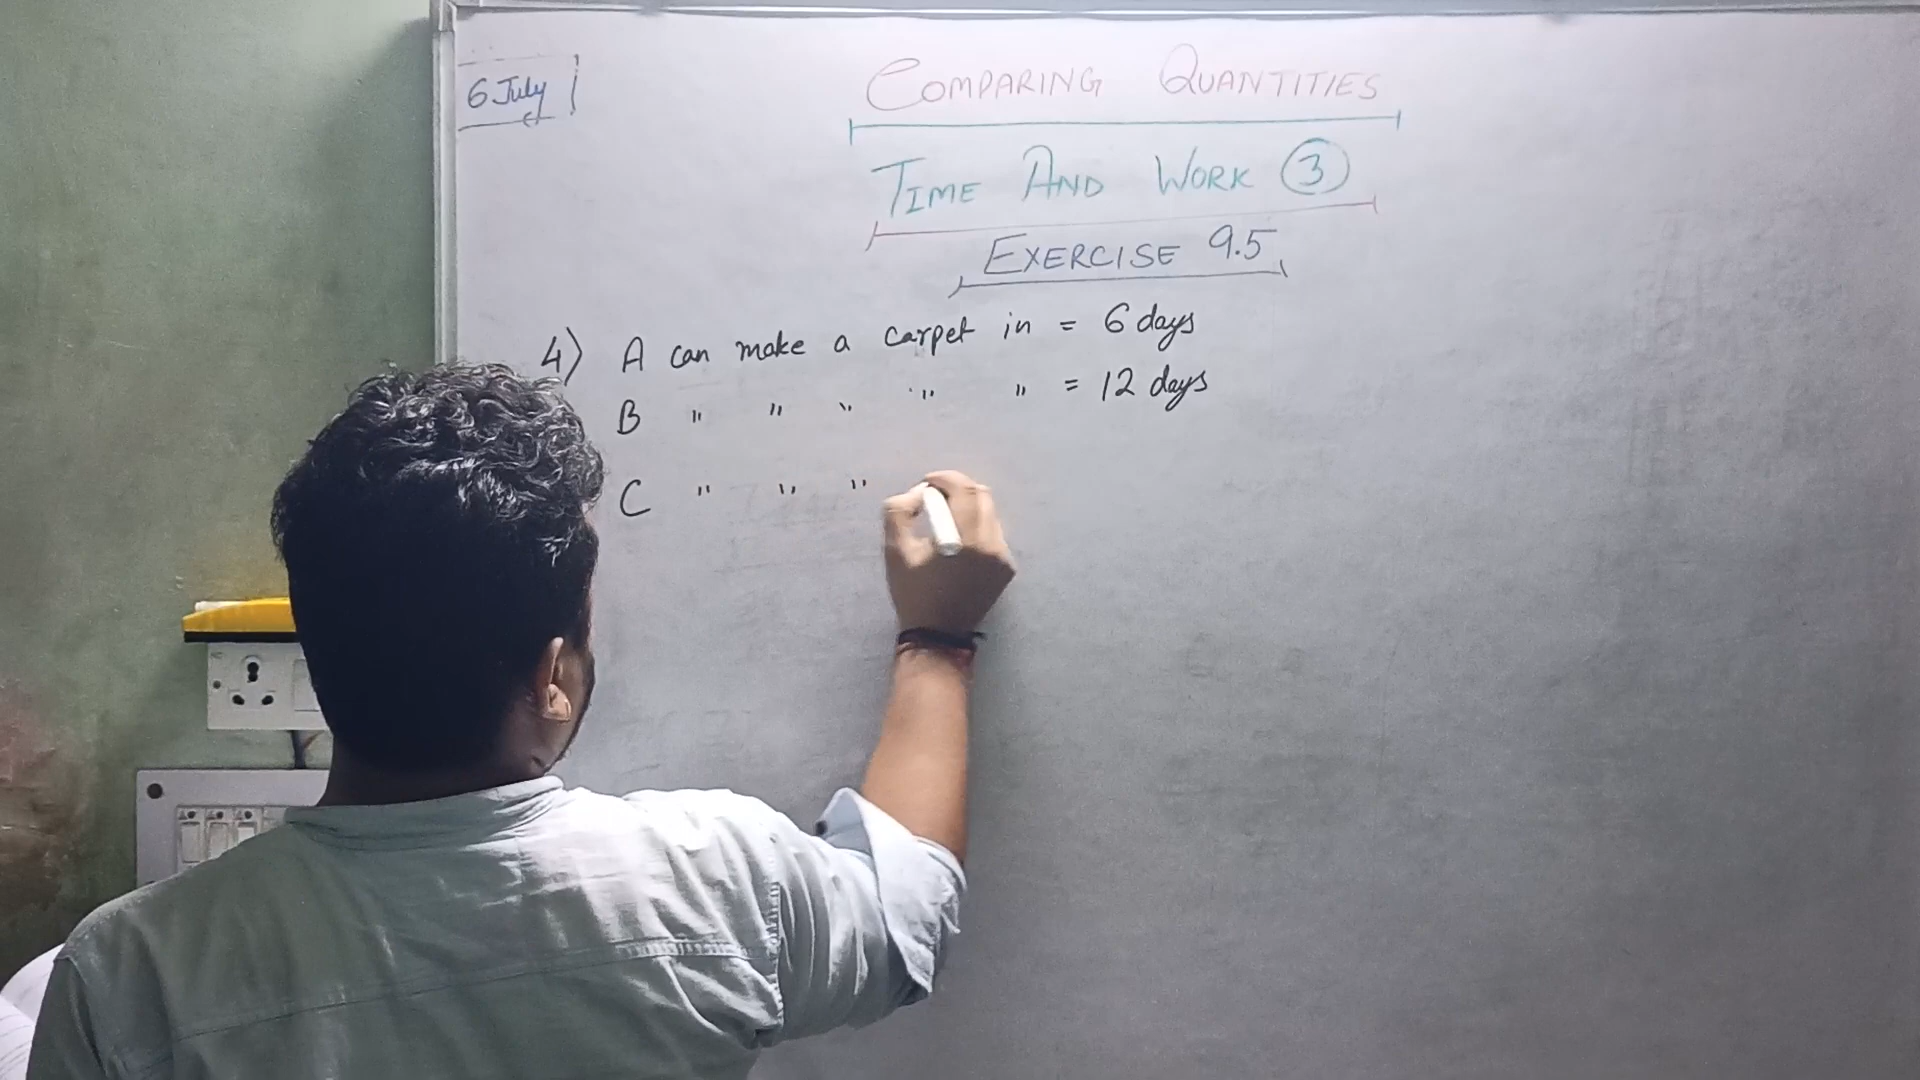 6 July
COMPARING QUANTITIES
TIME AND WORK 3
EXERCISE 9.5
4) A can make a carpet in = 6 days
B " " " " " = 12 days
C " " "